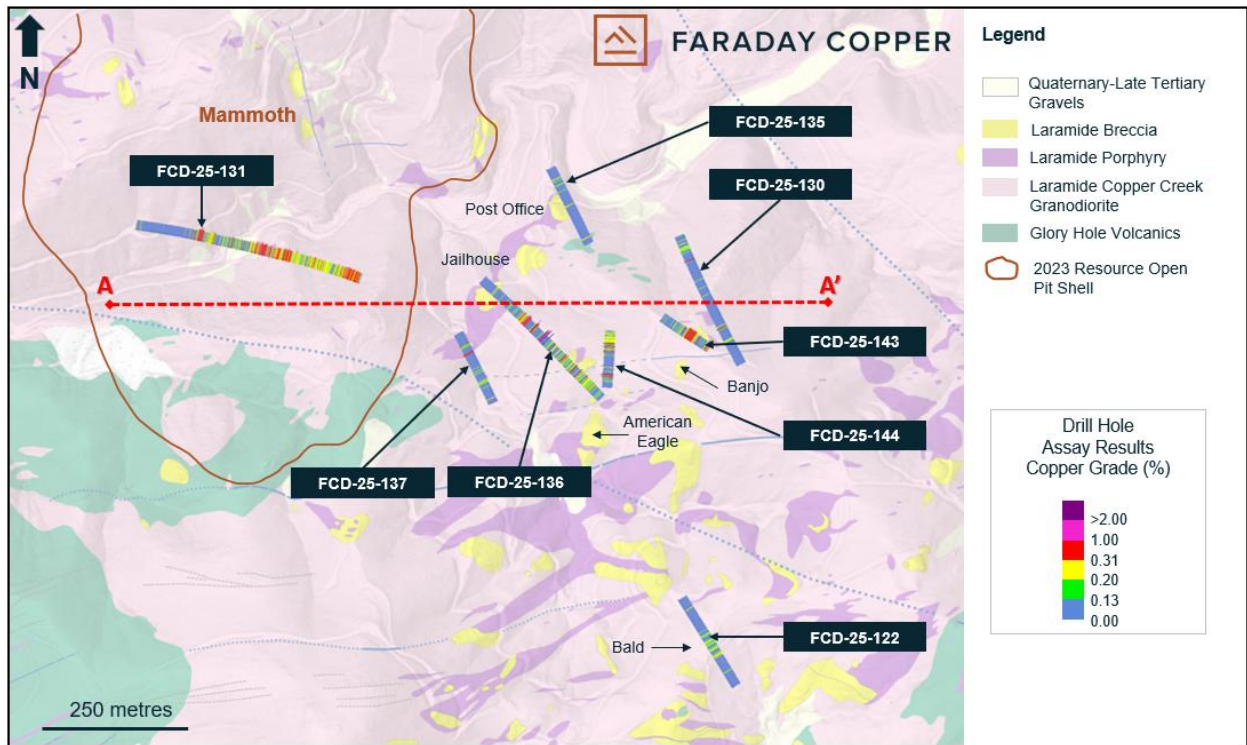 N
FARADAY COPPER
Mammoth
FCD-25-135
FCD-25-131
FCD-25-130
Post Office
Jailhouse
A
A'
FCD-25-143
Banjo
American
Eagle
FCD-25-144
FCD-25-137
FCD-25-136
FCD-25-122
Bald
250 metres
Legend
Quaternary-Late Tertiary
Gravels
Laramide Breccia
Laramide Porphyry
Laramide Copper Creek
Granodiorite
Glory Hole Volcanics
2023 Resource Open
Pit Shell
Drill Hole
Assay Results
Copper Grade (%)
>2.00
1.00
0.31
0.20
0.13
0.00